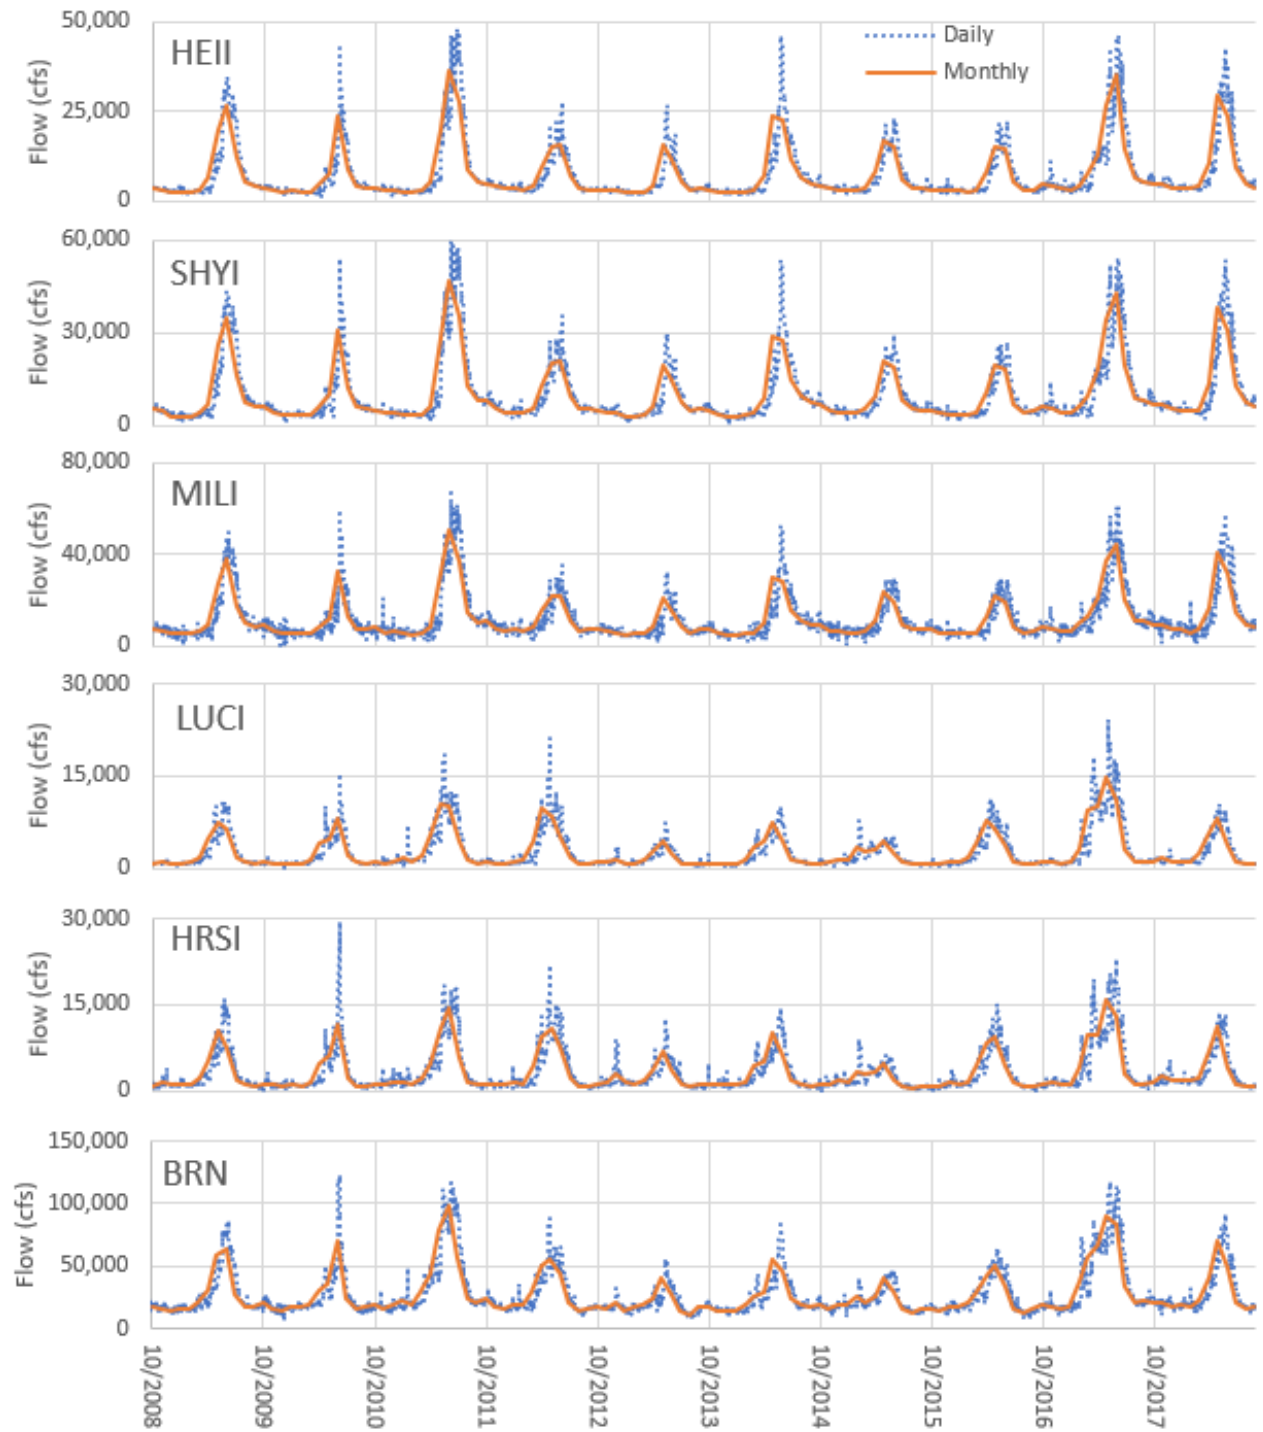 50,000
HEII
Daily
Monthly
25,000
0
Flow (cfs)
60,000
SHYI
30,000
0
Flow (cfs)
80,000
MILI
40,000
0
Flow (cfs)
30,000
LUCI
15,000
0
Flow (cfs)
30,000
HRSI
15,000
0
Flow (cfs)
150,000
BRN
100,000
50,000
0
Flow (cfs)
10/2008
10/2009
10/2010
10/2011
10/2012
10/2013
10/2014
10/2015
10/2016
10/2017